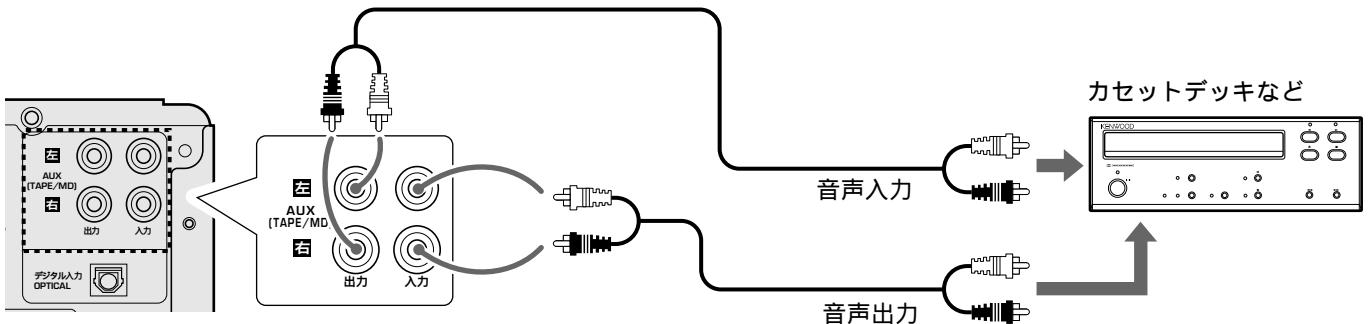 カセットデッキなど
KENWOOD
左
AUX
(TAPE/MD)
右
出力
入力
デジタル入力
OPTICAL
左
AUX
(TAPE/MD)
右
出力
入力
音声入力
音声出力